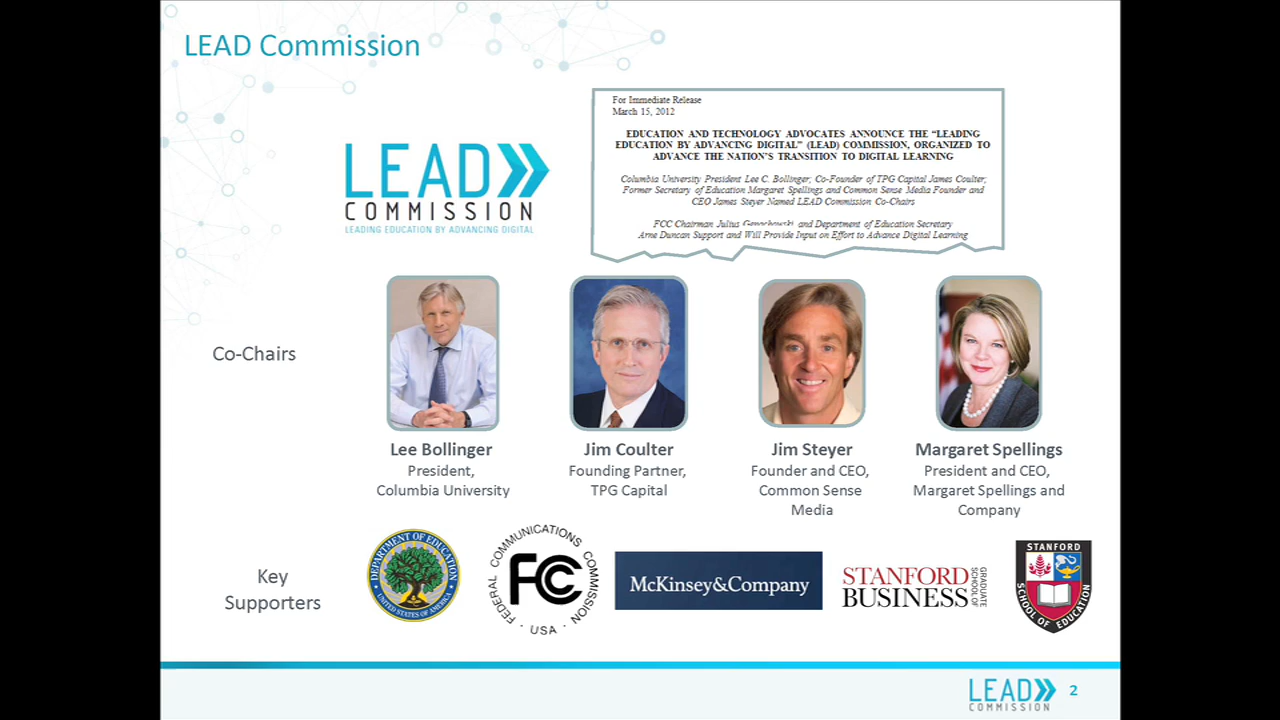 LEAD Commission
For Immediate Release
March 15, 2012
EDUCATION AND TECHNOLOGY ADVOCATES ANNOUNCE THE “LEADING
EDUCATION BY ADVANCING DIGITAL” (LEAD) COMMISSION, ORGANIZED TO
ADVANCE THE NATION’S TRANSITION TO DIGITAL LEARNING
Columbia University President Lee C. Bollinger, Co-Founder of TPG Capital James Coulter,
Former Secretary of Education Margaret Spellings and Common Sense Media Founder and
CEO James Steyer Named LEAD Commission Co-Chairs
FCC Chairman Julius and Department of Education Secretary
Arne Duncan Support and Will Provide Input on Effort to Advance Digital Learning
LEAD
COMMISSION
LEADING EDUCATION BY ADVANCING DIGITAL
Co-Chairs
Lee Bollinger
President,
Columbia University
Jim Coulter
Founding Partner,
TPG Capital
Jim Steyer
Founder and CEO,
Common Sense
Media
Margaret Spellings
President and CEO,
Margaret Spellings and
Company
Key
Supporters
DEPARTMENT OF EDUCATION
UNITED STATES OF AMERICA
FEDERAL COMMUNICATIONS COMMISSION · USA ·
FCC
McKinsey&Company
STANFORD
BUSINESS
GRADUATE
SCHOOL OF
STANFORD
SCHOOL OF EDUCATION
LEAD
COMMISSION
2